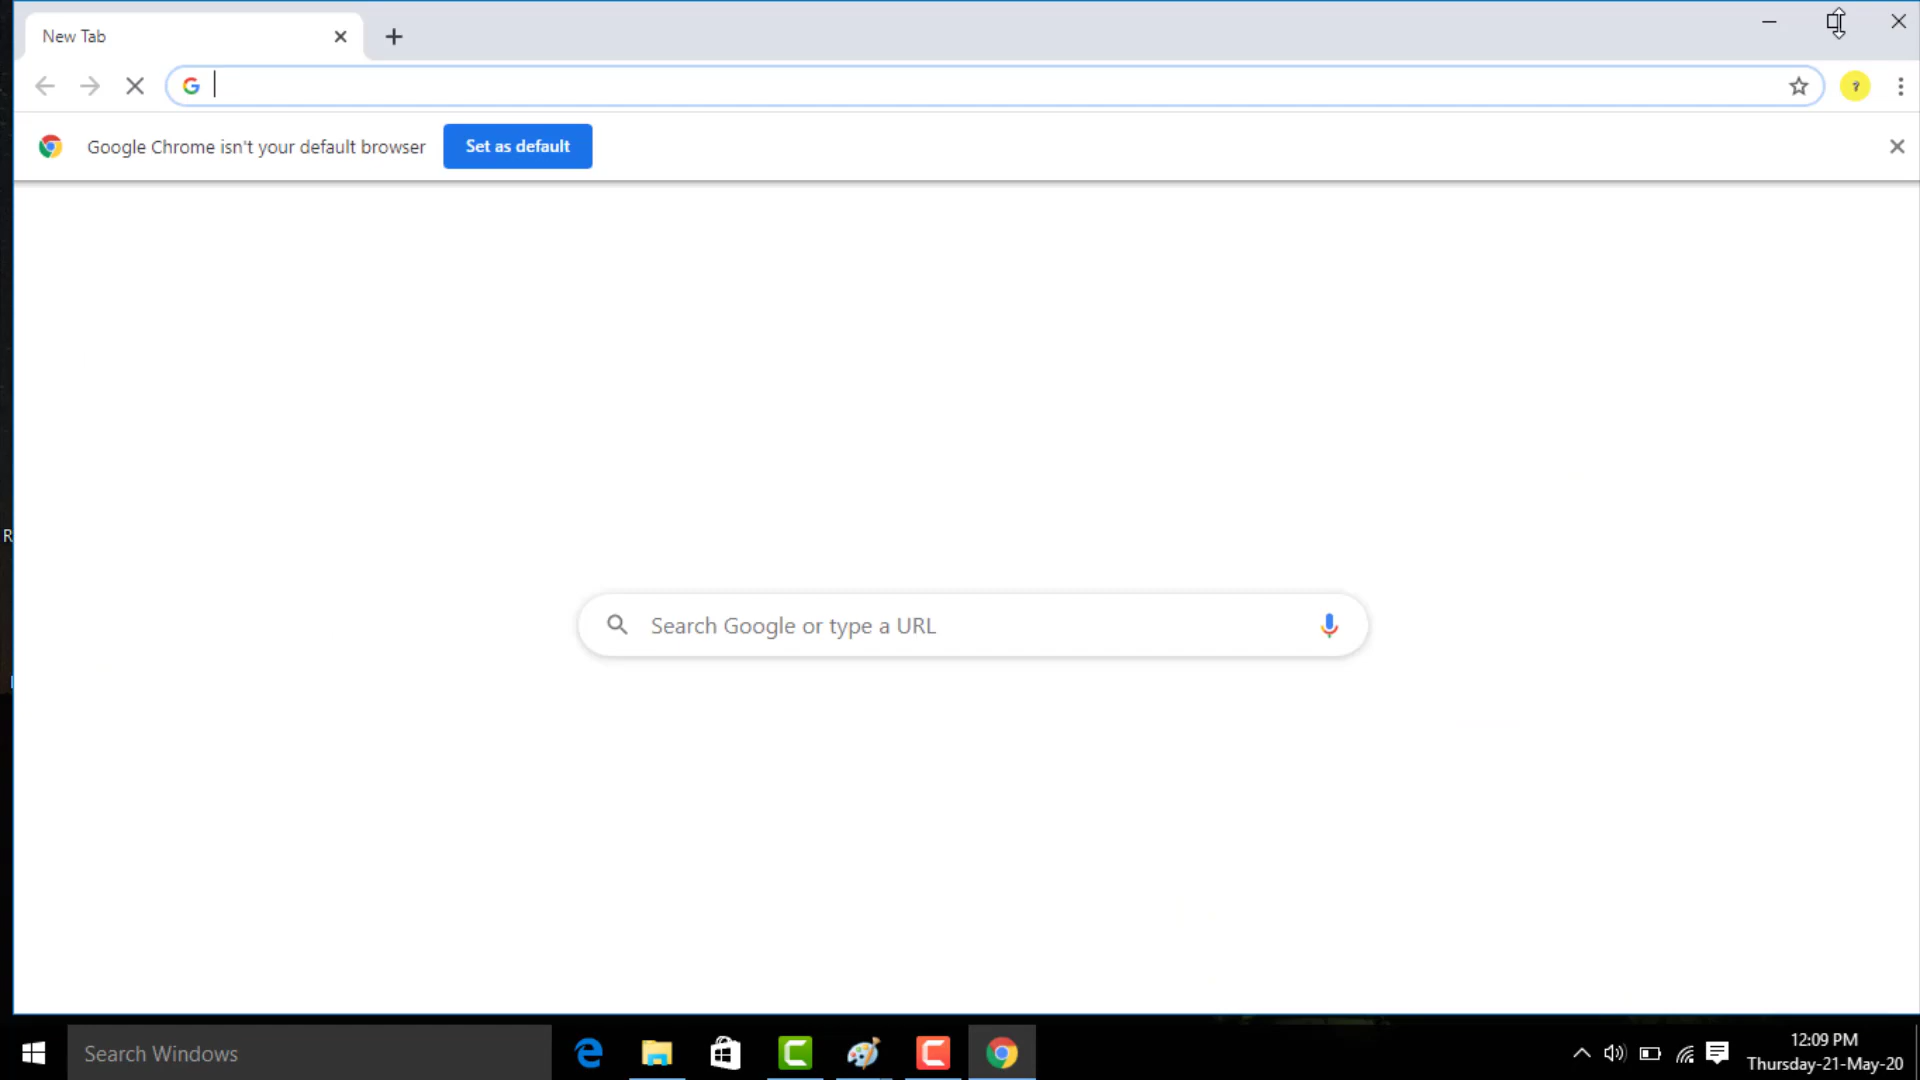 New Tab
Google Chrome isn't your default browser
Set as default
R
Search Google or type a URL
Search Windows
12:09 PM
Thursday-21-May-20